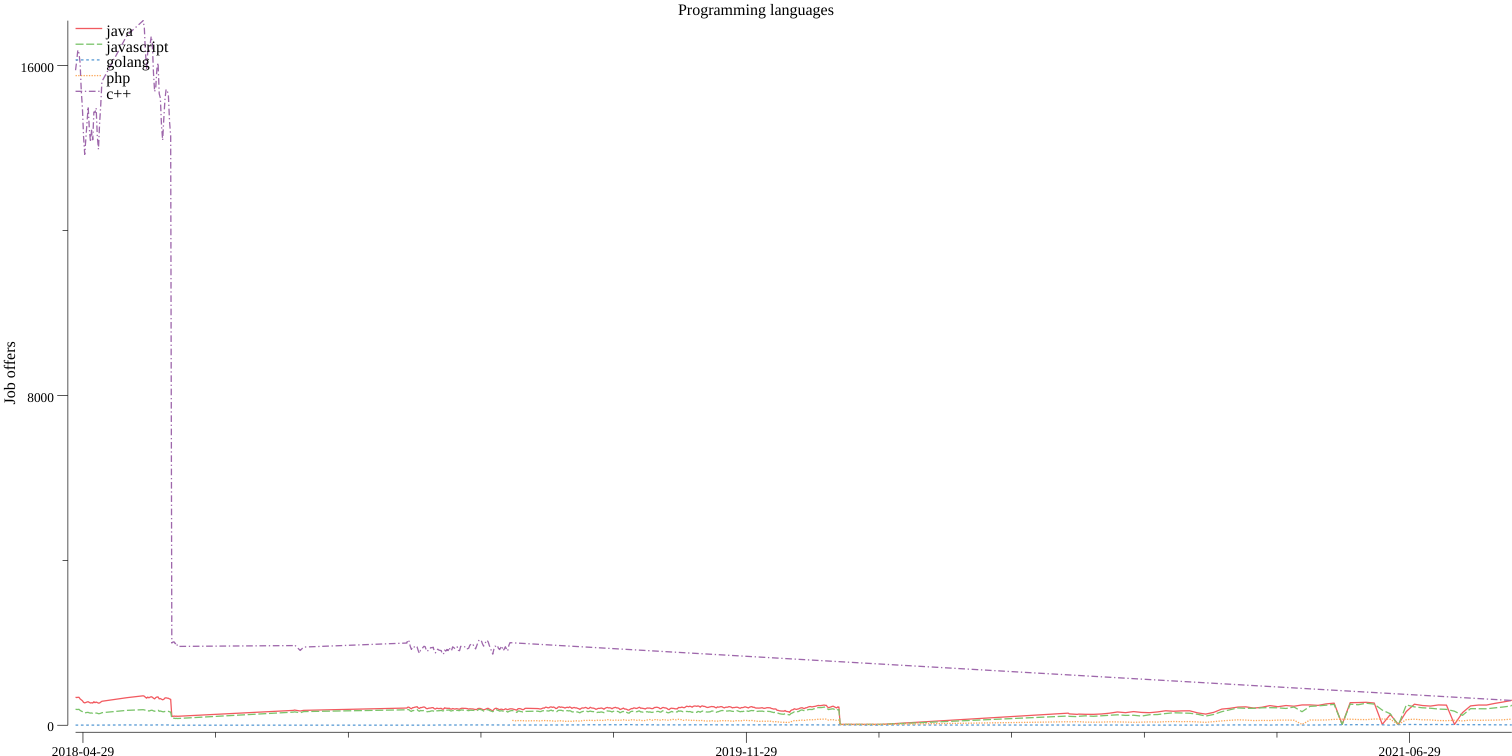 Programming languages
java
javascript
golang
php
c++
16000
8000
0
Job offers
2018-04-29
2019-11-29
2021-06-29